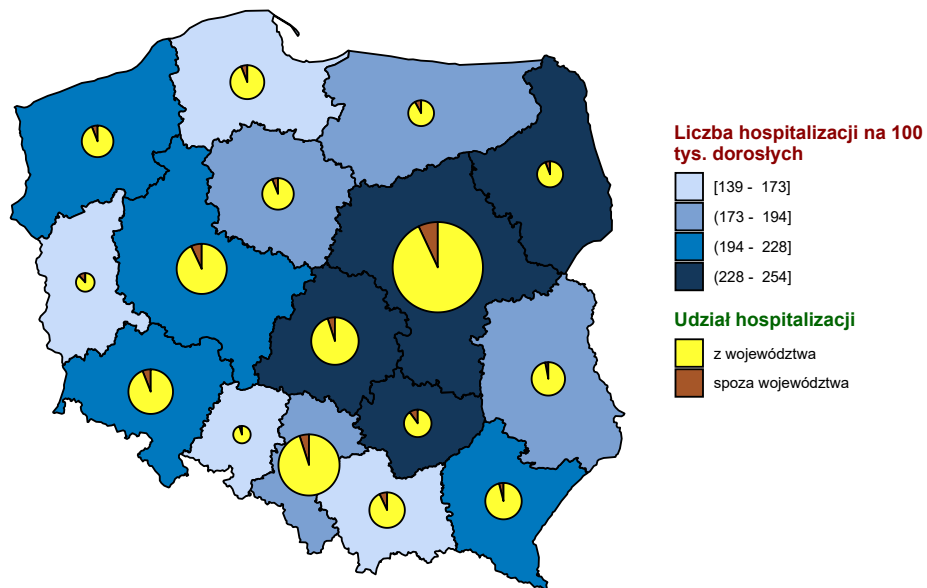 Liczba hospitalizacji na 100
tys. dorosłych
[139 - 173]
(173 - 194]
(194 - 228]
(228 - 254]
Udział hospitalizacji
z województwa
spoza województwa